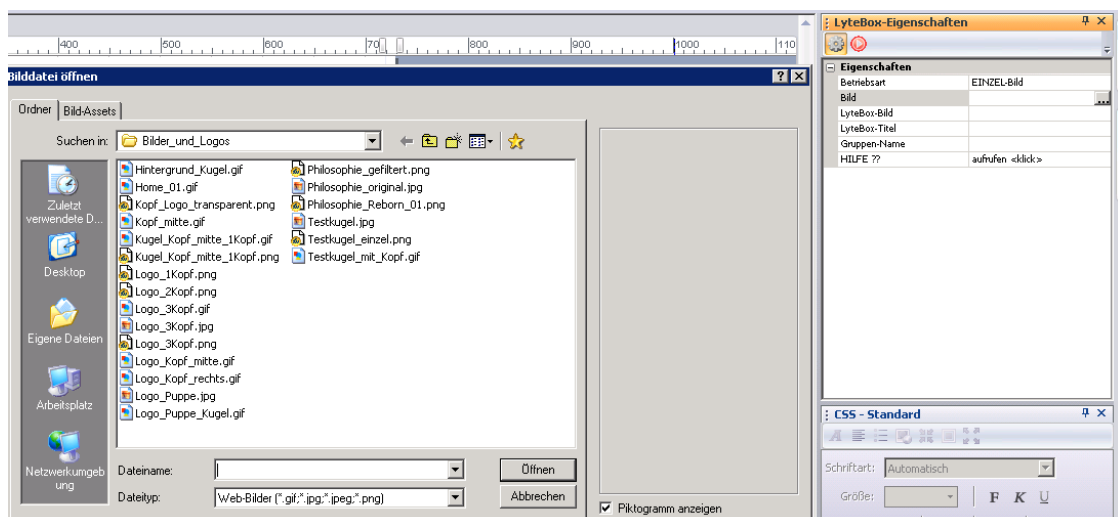 LyteBox-Eigenschaften
400 500 600 70 800 900 1000 110
Bilddatei öffnen
Ordner Bild-Assets
Suchen in: Bilder_und_Logos
Zuletzt
verwendete D...
Desktop
Eigene Dateien
Arbeitsplatz
Netzwerkumgeb
ung
Hintergrund_Kugel.gif
Home_01.gif
Kopf_Logo_transparent.png
Kopf_mitte.gif
Kugel_Kopf_mitte_1Kopf.gif
Kugel_Kopf_mitte_1Kopf.png
Logo_1Kopf.png
Logo_2Kopf.png
Logo_3Kopf.gif
Logo_3Kopf.jpg
Logo_3Kopf.png
Logo_Kopf_mitte.gif
Logo_Kopf_rechts.gif
Logo_Puppe.jpg
Logo_Puppe_Kugel.gif
Philosophie_gefiltert.png
Philosophie_original.jpg
Philosophie_Reborn_01.png
Testkugel.jpg
Testkugel_einzel.png
Testkugel_mit_Kopf.gif
Dateiname: Öffnen
Dateityp: Web-Bilder (*.gif;*.jpg;*.jpeg;*.png) Abbrechen
Piktogramm anzeigen
Eigenschaften
Betriebsart EINZEL-Bild
Bild ...
LyteBox-Bild
LyteBox-Titel
Gruppen-Name
HILFE ?? aufrufen <klick>
CSS - Standard
Schriftart: Automatisch
Größe: F K U